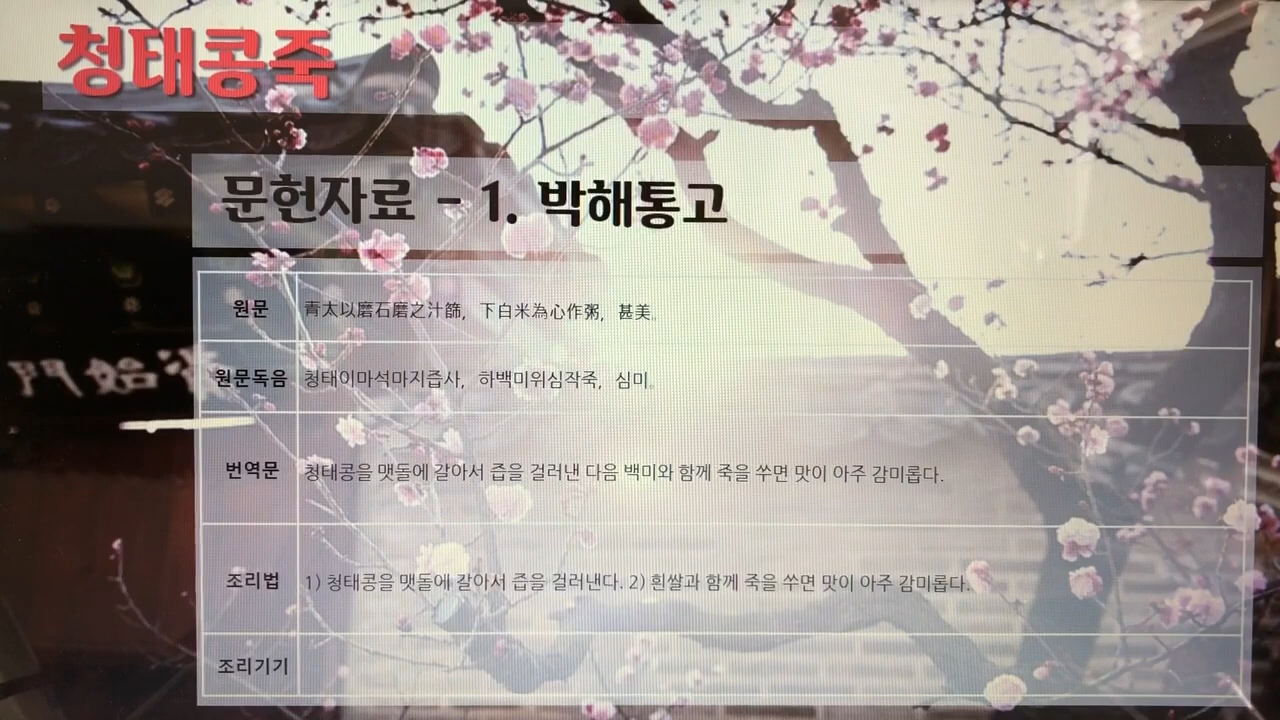 청태콩죽
문헌자료 - 1. 박해통고
원문 青太以磨石磨之汁篩, 下白米為心作粥, 甚美。
원문독음 청태이마석마지즙사, 하백미위심작죽, 심미。
번역문 청태콩을 맷돌에 갈아서 즙을 걸러낸 다음 백미와 함께 죽을 쑤면 맛이 아주 감미롭다.
조리법 1) 청태콩을 맷돌에 갈아서 즙을 걸러낸다. 2) 흰쌀과 함께 죽을 쑤면 맛이 아주 감미롭다.
조리기기
門始